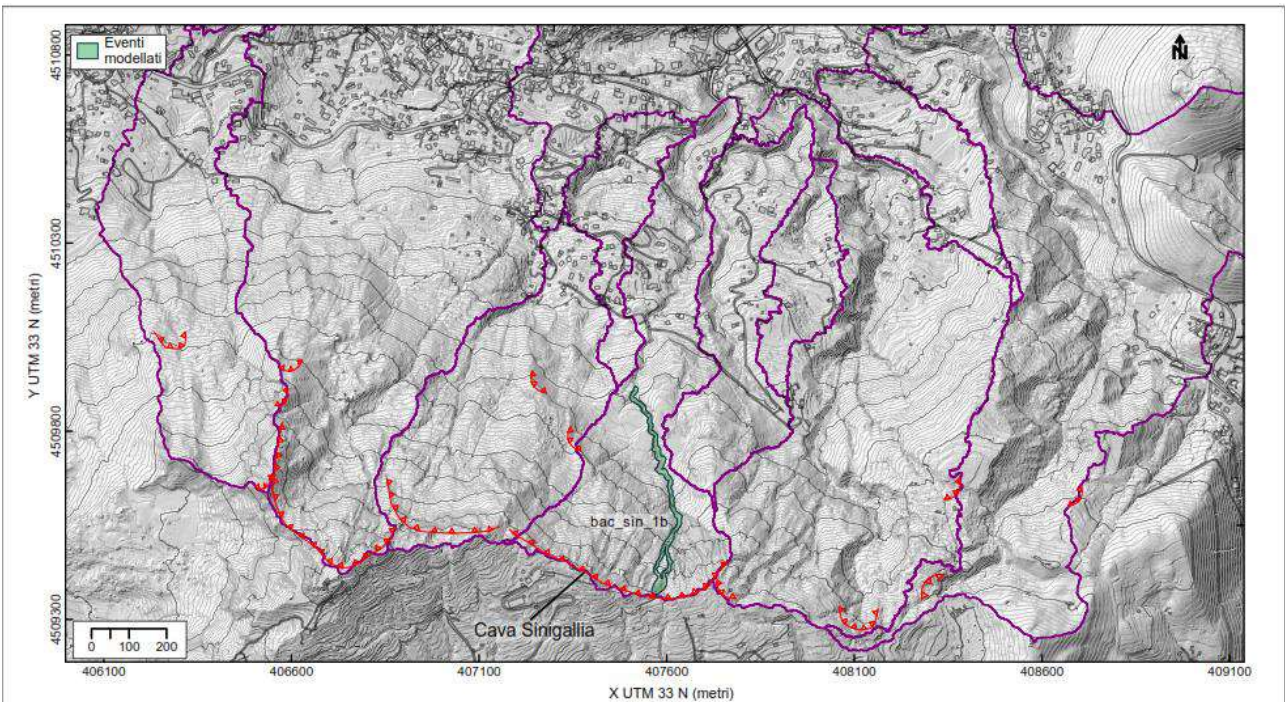 Eventi
modellati
N
4510800
4510300
4509800
4509300
Y UTM 33 N (metri)
bac_sin_1b
Cava Sinigallia
0 100 200
406100 406600 407100 407600 408100 408600 409100
X UTM 33 N (metri)